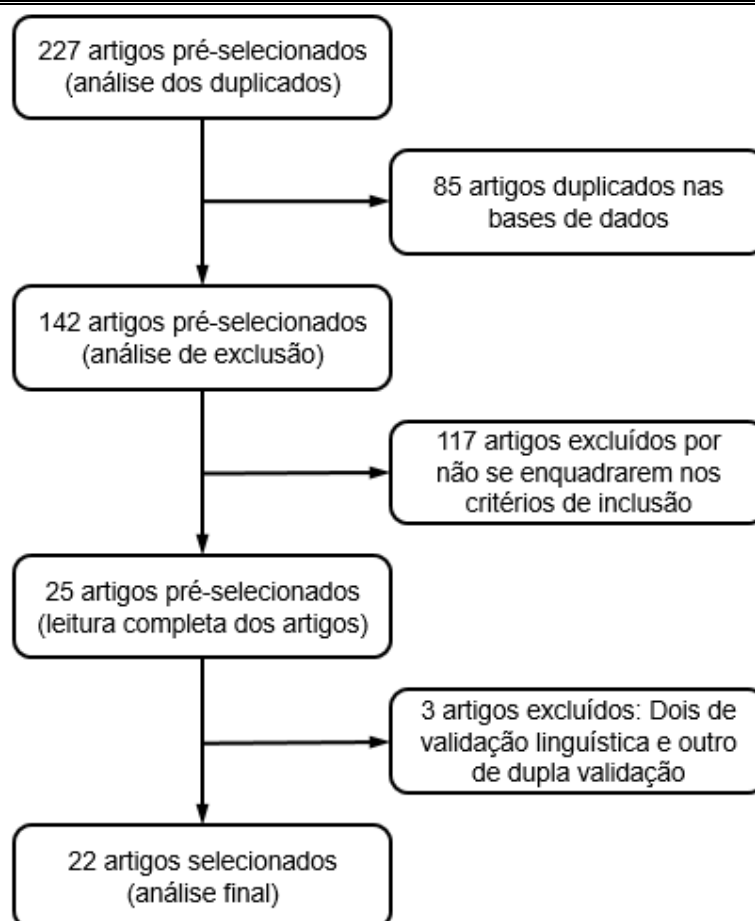 227 artigos pré-selecionados
(análise dos duplicados)
85 artigos duplicados nas
bases de dados
142 artigos pré-selecionados
(análise de exclusão)
117 artigos excluídos por
não se enquadrarem nos
critérios de inclusão
25 artigos pré-selecionados
(leitura completa dos artigos)
3 artigos excluídos: Dois de
validação linguística e outro
de dupla validação
22 artigos selecionados
(análise final)